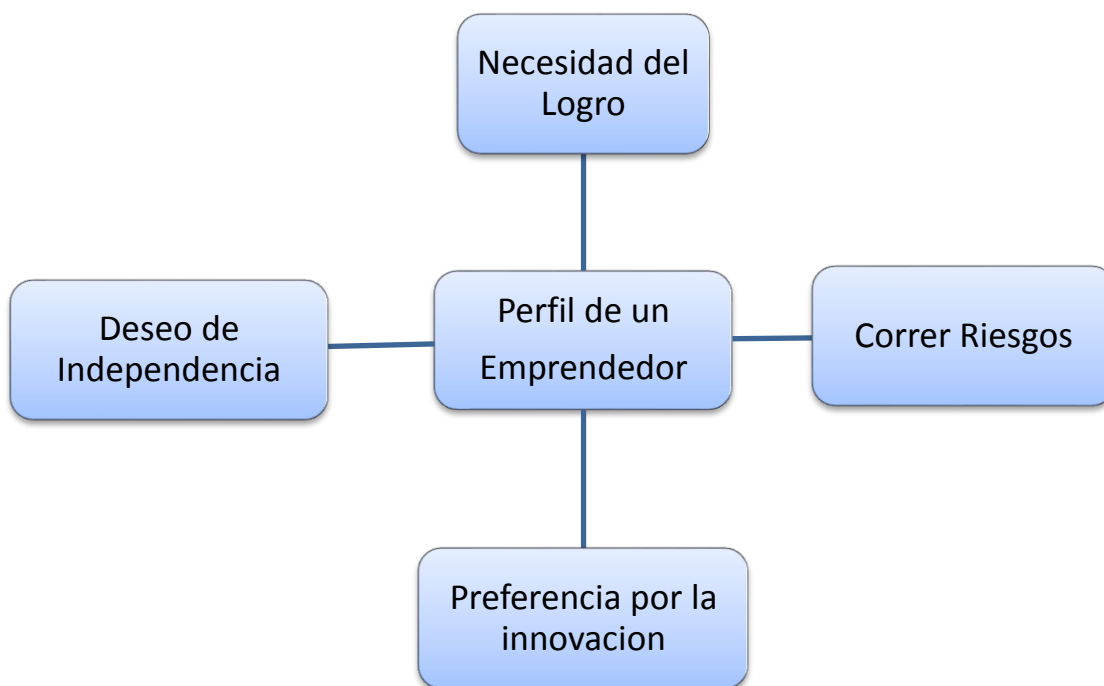 Necesidad del
Logro
Deseo de
Independencia
Perfil de un
Emprendedor
Correr Riesgos
Preferencia por la
innovacion